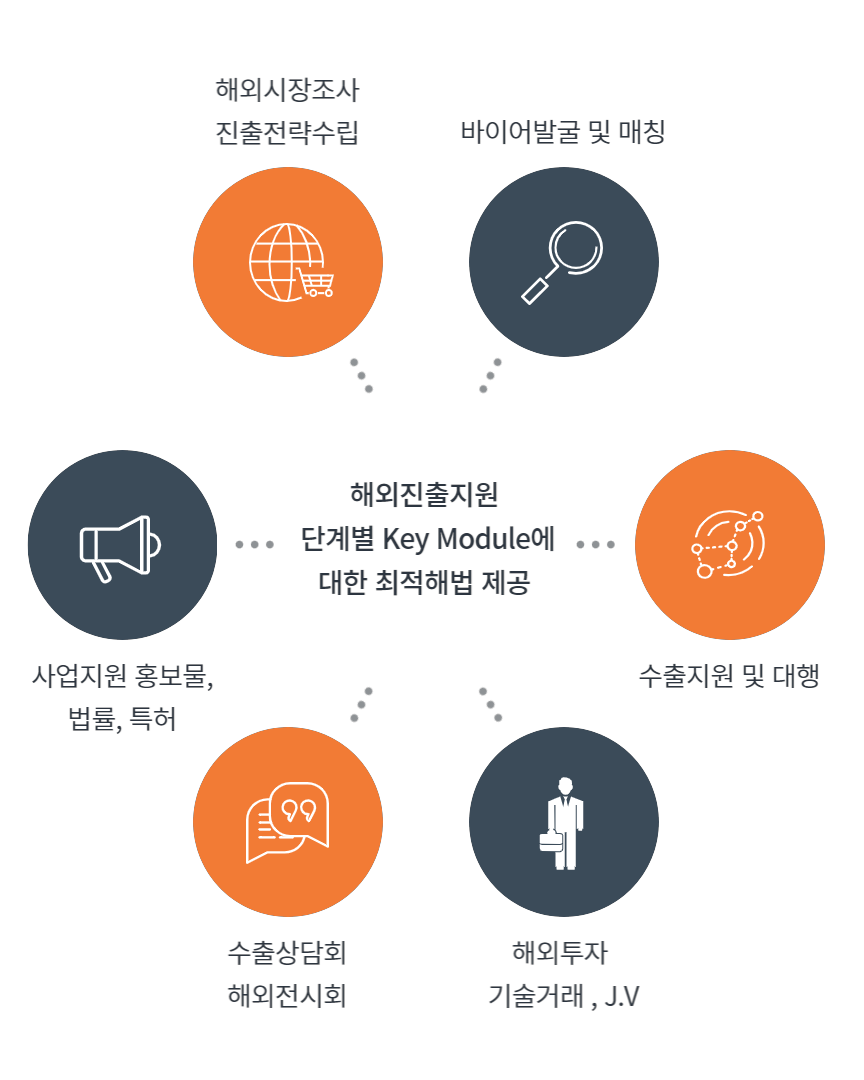 해외시장조사
진출전략수립
바이어발굴 및 매칭
해외진출지원
단계별 Key Module에
대한 최적해법 제공
사업지원 홍보물,
법률, 특허
수출지원 및 대행
수출상담회
해외전시회
해외투자
기술거래 , J.V